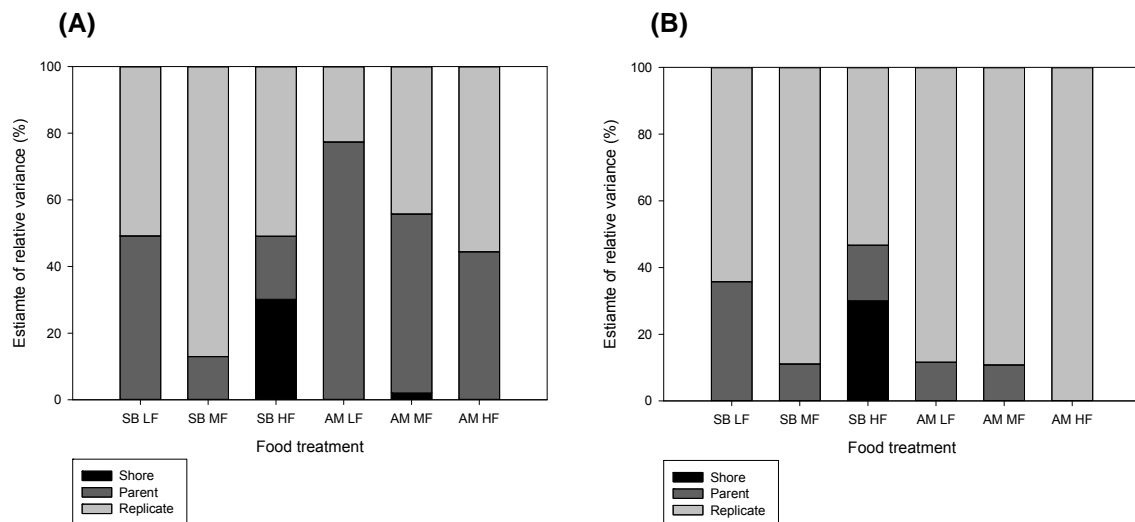 (A)
Estiamte of relative variance (%)
100
80
60
40
20
0
SB LF SB MF SB HF AM LF AM MF AM HF
Food treatment
Shore
Parent
Replicate
(B)
Estiamte of relative variance (%)
100
80
60
40
20
0
SB LF SB MF SB HF AM LF AM MF AM HF
Food treatment
Shore
Parent
Replicate